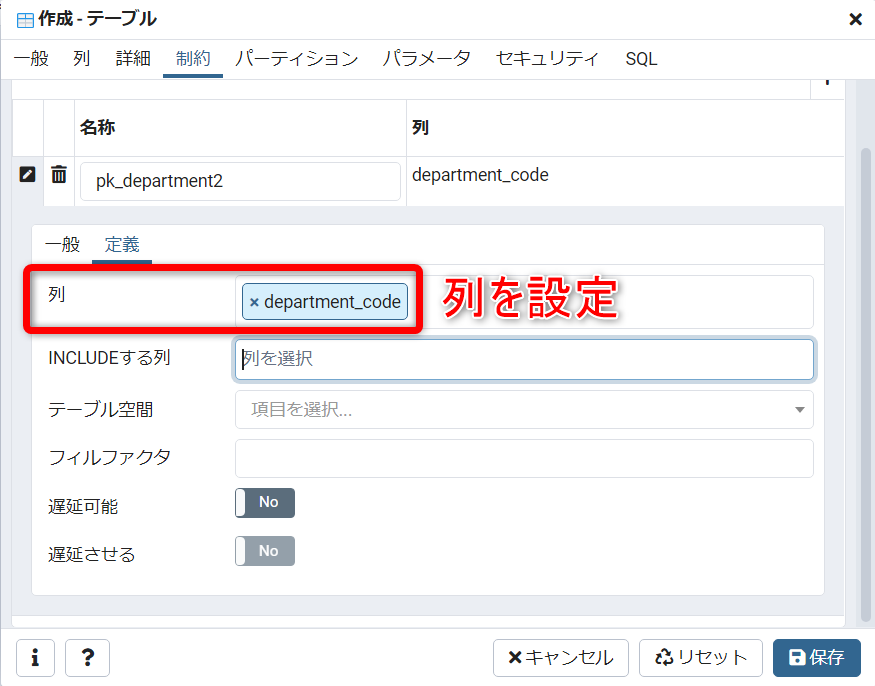 作成 - テーブル
一般 列 詳細 制約 パーティション パラメータ セキュリティ SQL
名称 列
pk_department2 department_code
一般 定義
列 × department_code 列を設定
INCLUDEする列 列を選択
テーブル空間 項目を選択...
フィルファクタ
遅延可能 No
遅延させる No
i ? キャンセル リセット 保存